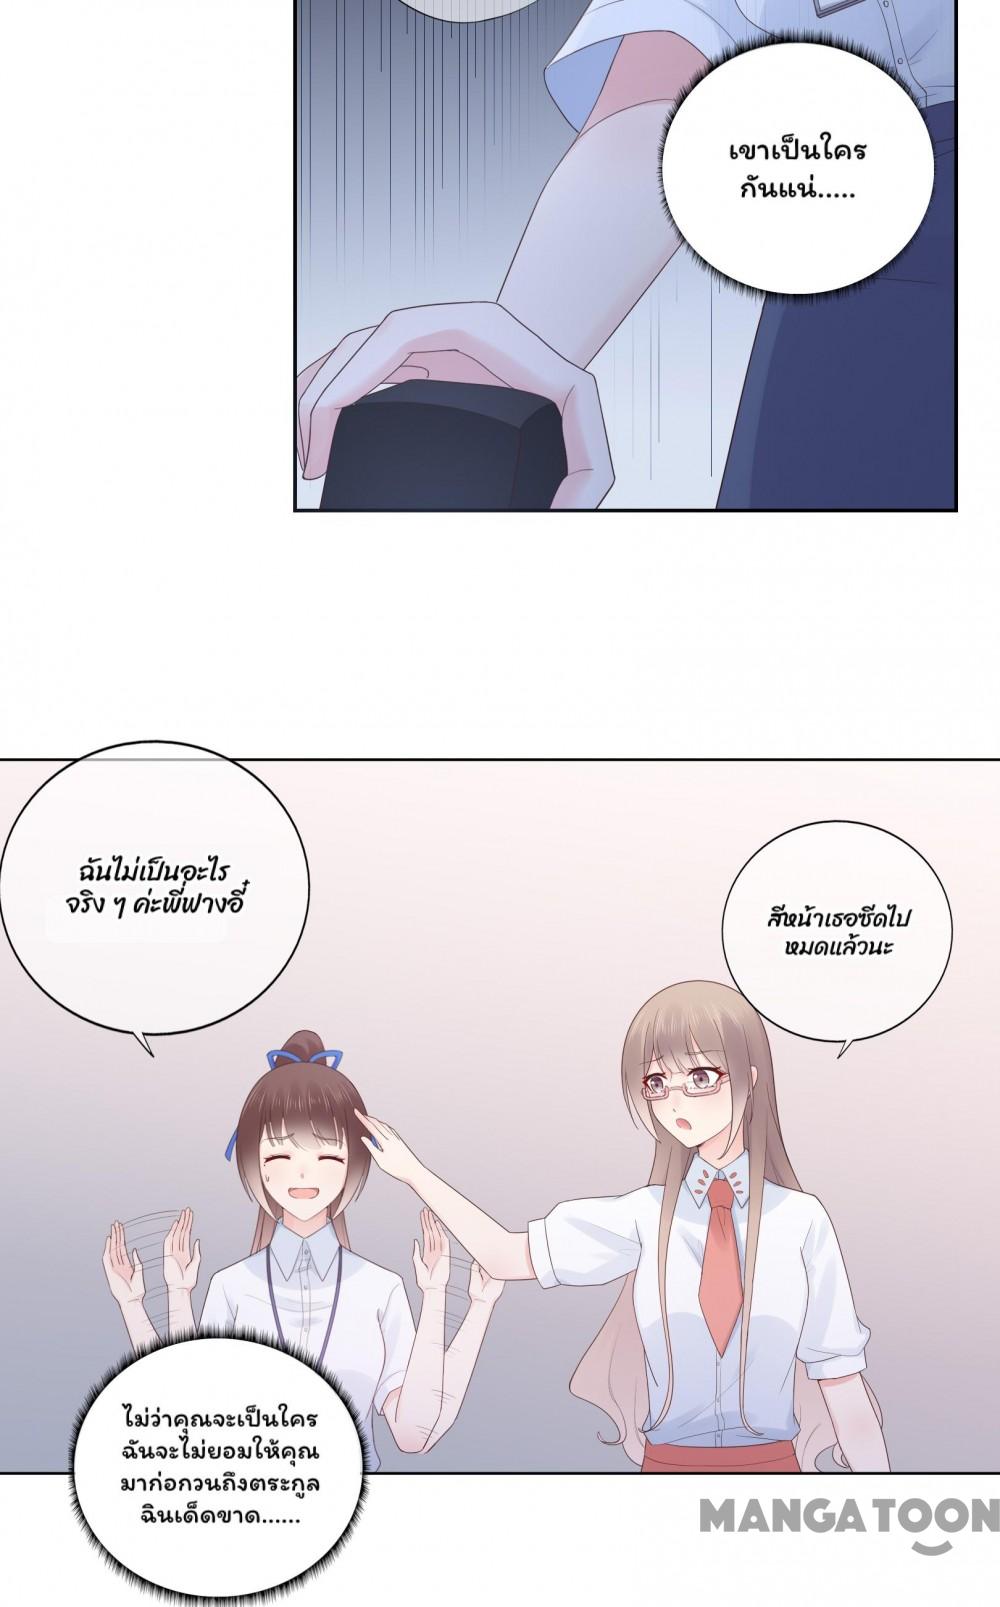 เขาเป็นใคร
กันแน่.....
ฉันไม่เป็นอะไร
จริง ๆ ค่ะพี่ฟางอี๋
สีหน้าเธอซีดไป
หมดแล้วนะ
ไม่ว่าคุณจะเป็นใคร
ฉันจะไม่ยอมให้คุณ
มาก่อกวนถึงตระกูล
ฉินเด็ดขาด......
MANGATOON